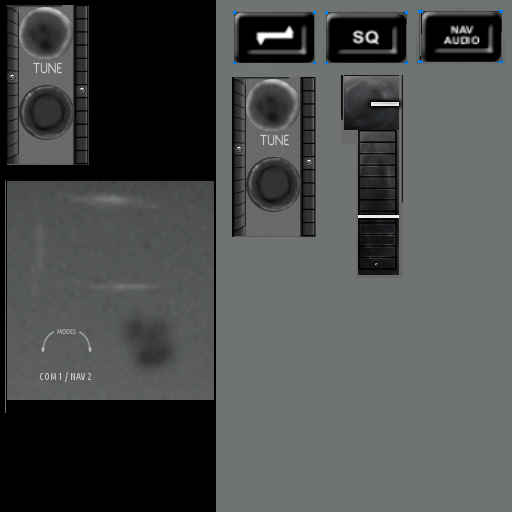 SQ
NAV
AUDIO
TUNE
TUNE
MODES
COM 1 / NAV 2